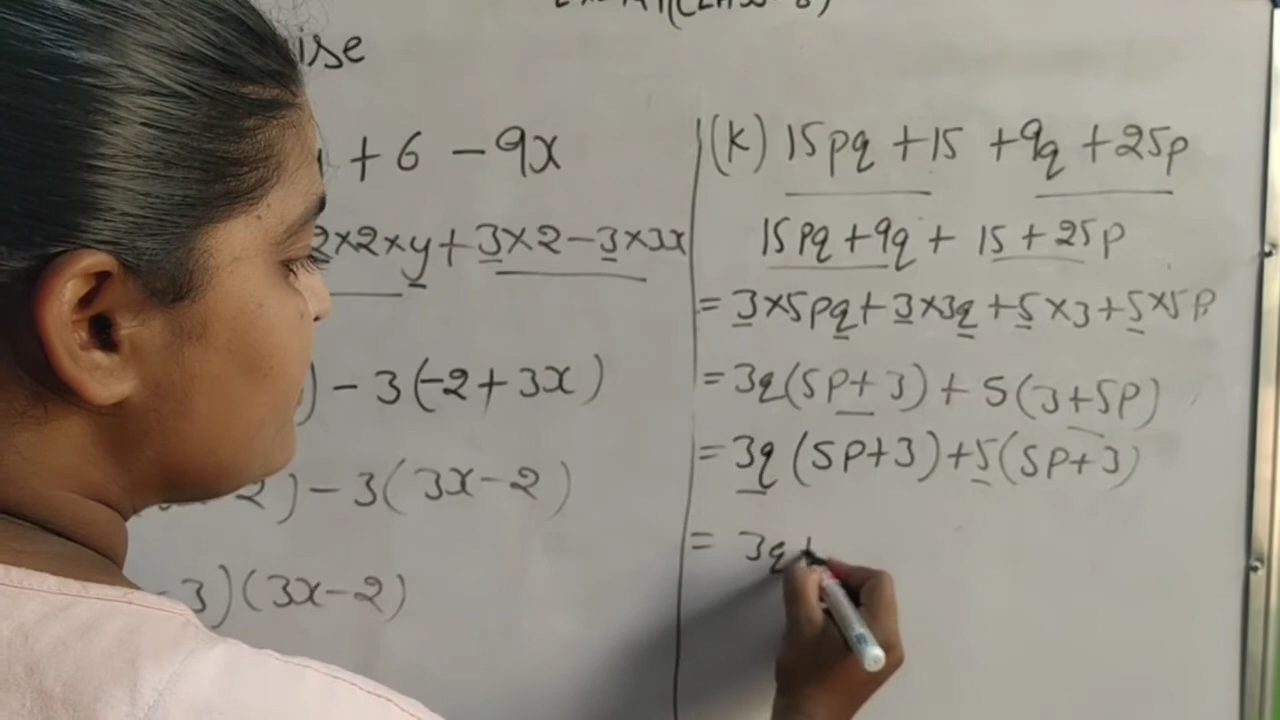 ise
+ 6 - 9x
2×2×y + 3×2 - 3×3x
) - 3(-2 + 3x)
2) - 3(3x - 2)
- 3)(3x - 2)
(K) 15pq + 15 + 9q + 25p
15pq + 9q + 15 + 25p
= 3×5pq + 3×3q + 5×3 + 5×5p
= 3q(5p + 3) + 5(3 + 5p)
= 3q(5p + 3) + 5(5p + 3)
= 3q +